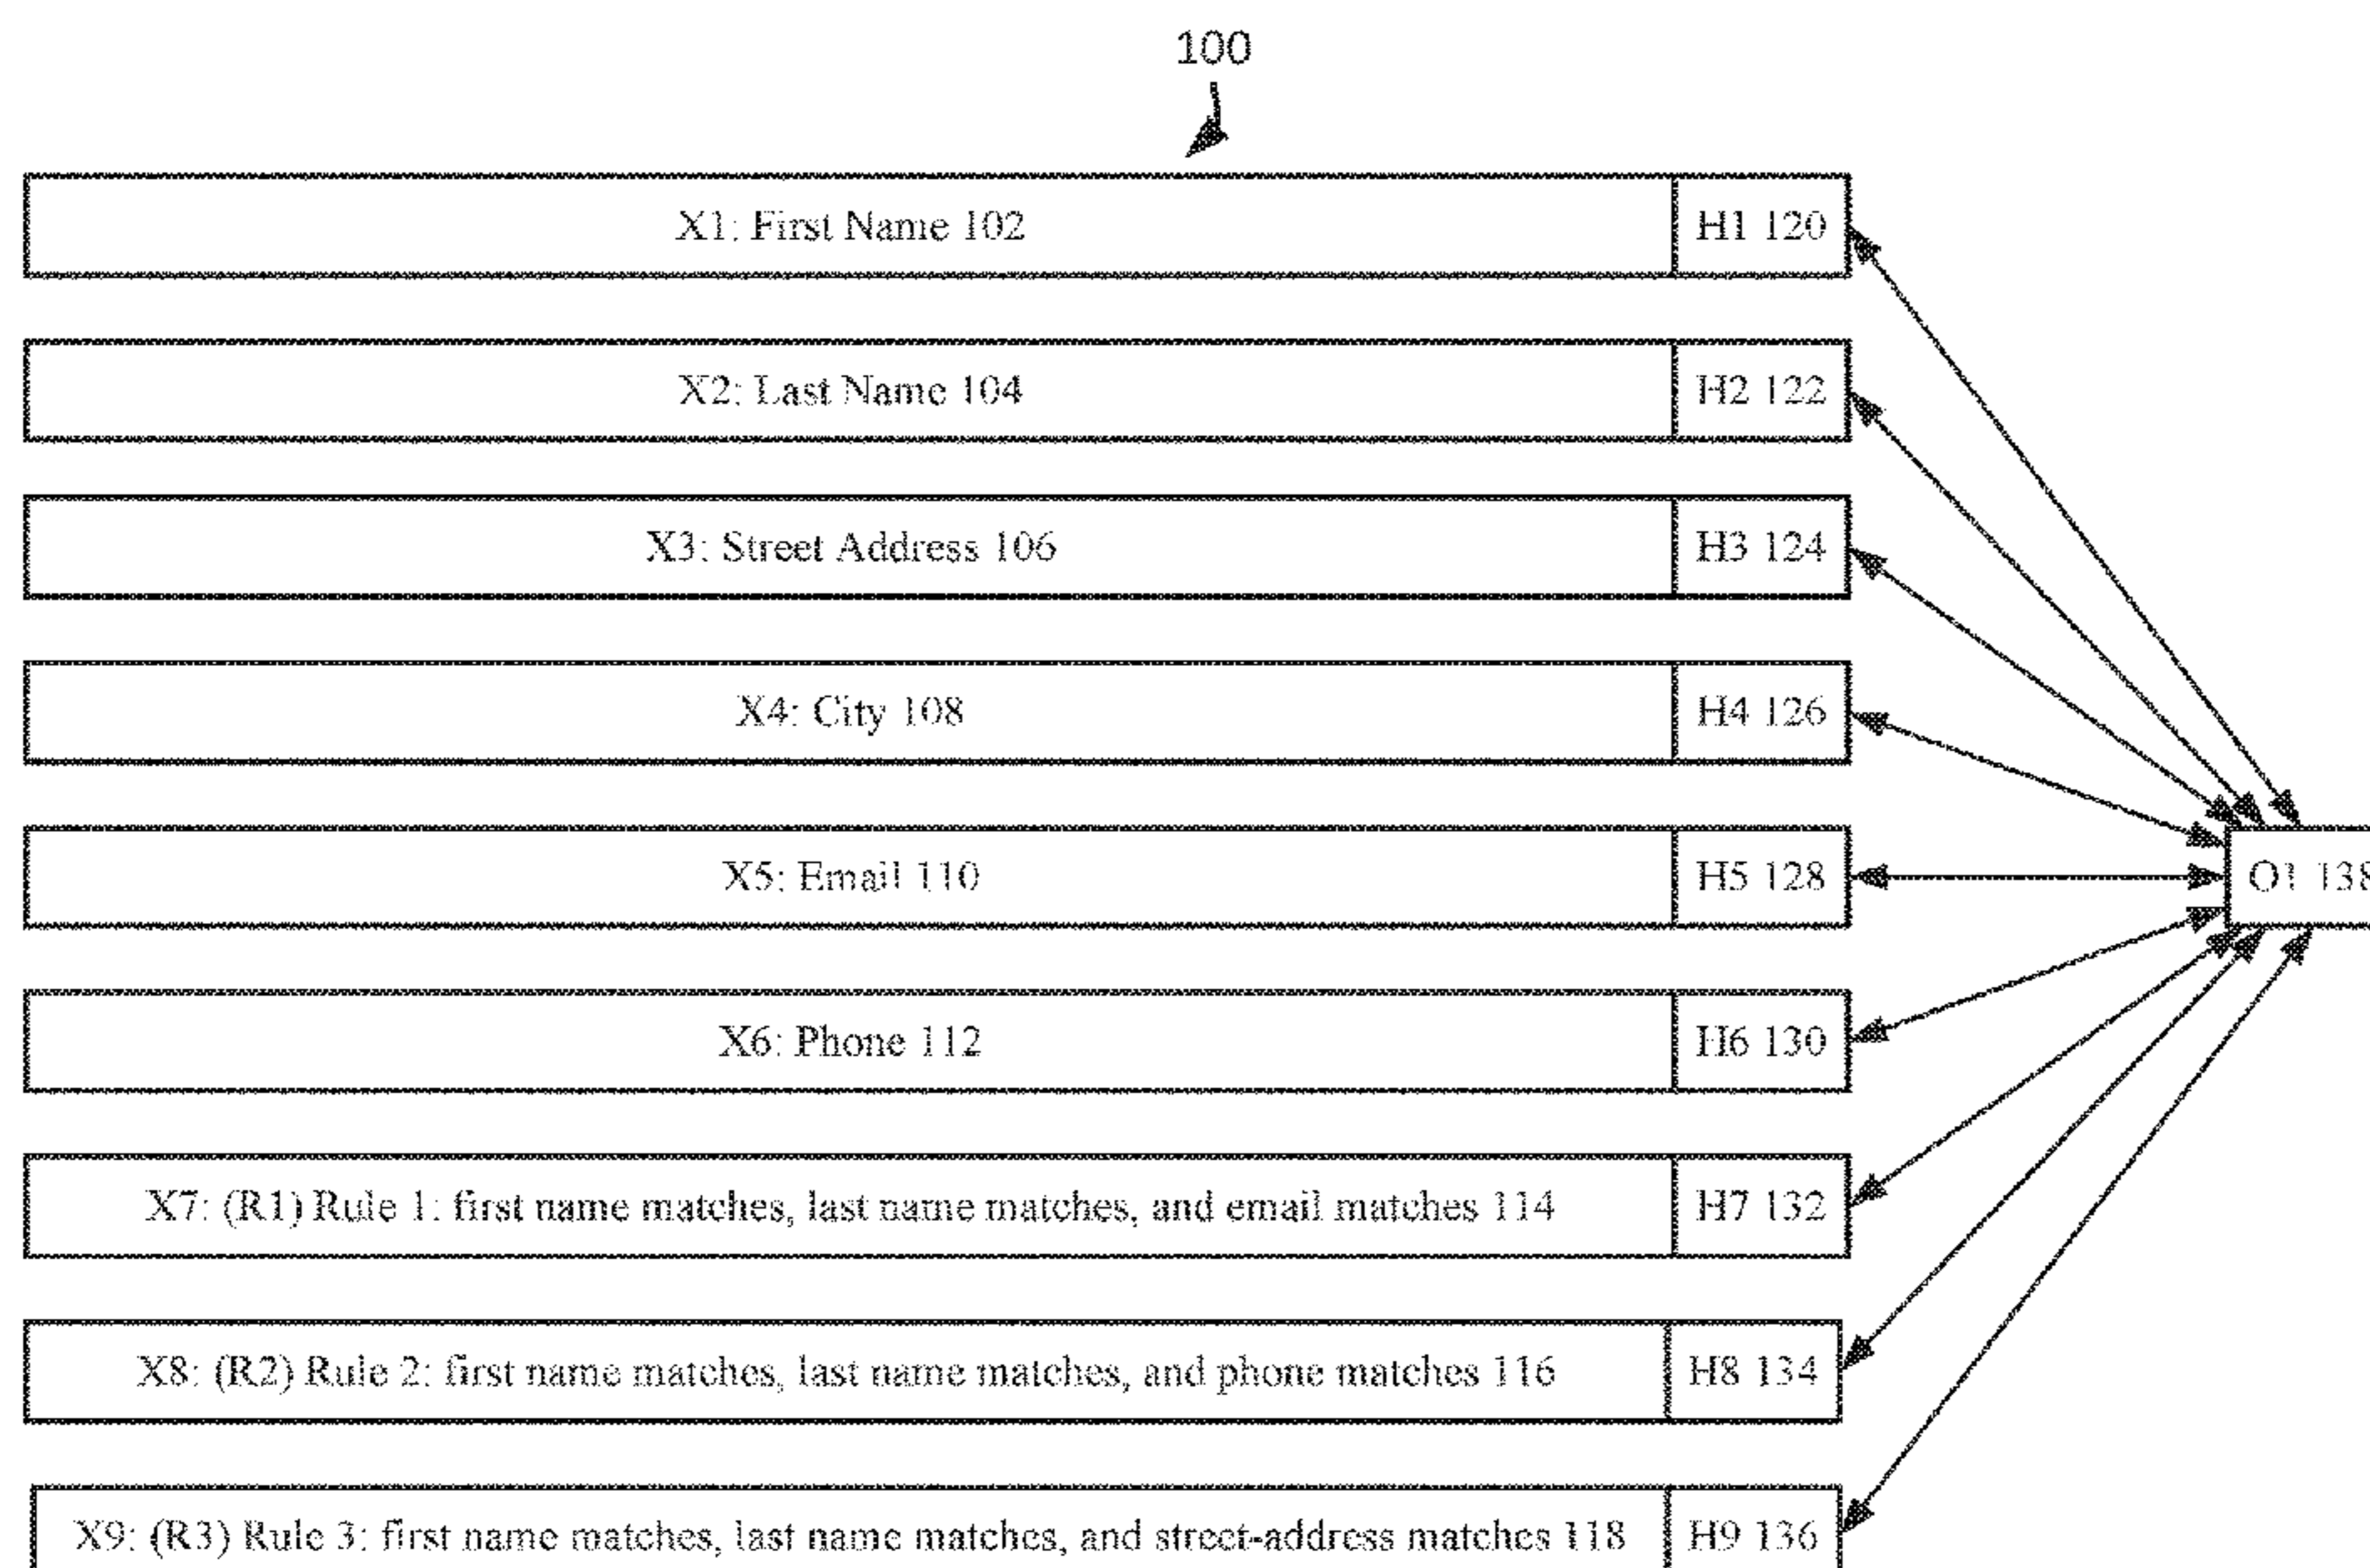 100
X1: First Name 102 H1 120
X2: Last Name 104 H2 122
X3: Street Address 106 H3 124
X4: City 108 H4 126
X5: Email 110 H5 128
O1 138
X6: Phone 112 H6 130
X7: (R1) Rule 1: first name matches, last name matches, and email matches 114 H7 132
X8: (R2) Rule 2: first name matches, last name matches, and phone matches 116 H8 134
X9: (R3) Rule 3: first name matches, last name matches, and street-address matches 118 H9 136